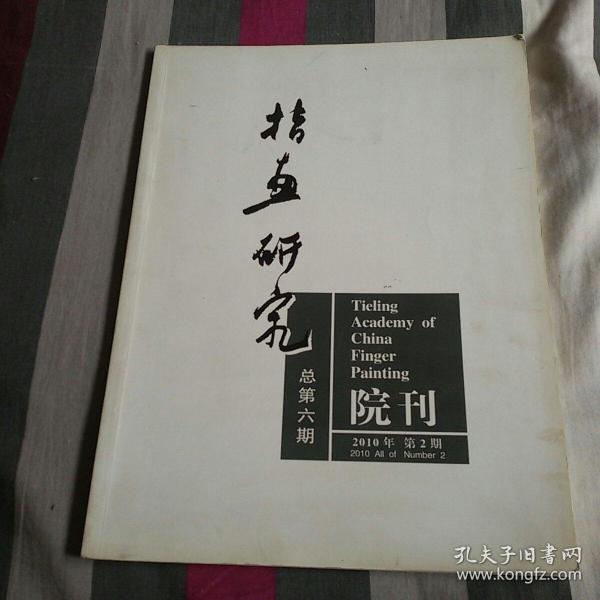 指画研究
总第六期
Tieling
Academy of
China
Finger
Painting
院刊
2010年 第2期
2010 All of Number 2
孔夫子旧书网
www.kongfz.com